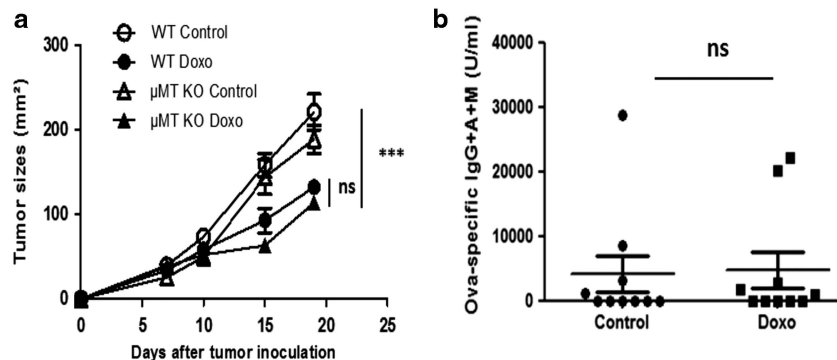 a
Tumor sizes (mm²)
300
200
100
0
0
5
10
15
20
25
Days after tumor inoculation
WT Control
WT Doxo
µMT KO Control
µMT KO Doxo
ns
***
b
Ova-specific IgG+A+M (U/ml)
40000
30000
20000
10000
0
Control
Doxo
ns